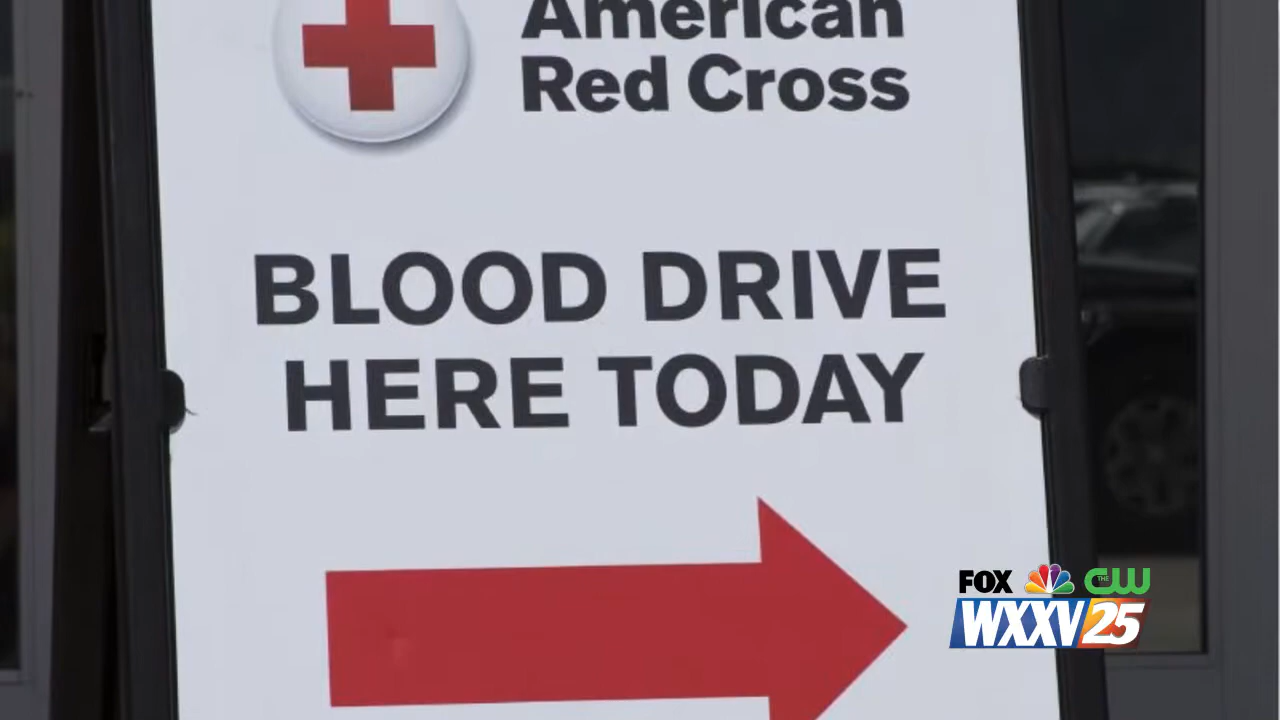 American
Red Cross
BLOOD DRIVE
HERE TODAY
FOX THE CW
WXXV25